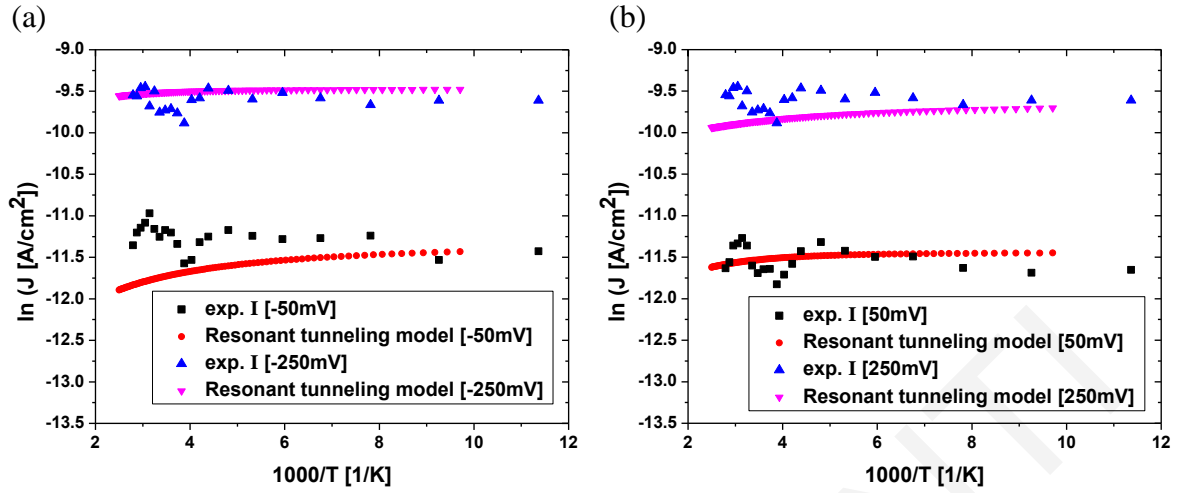 (a)
-9.0
-9.5
-10.0
-10.5
-11.0
-11.5
-12.0
-12.5
-13.0
-13.5
ln (J [A/cm²])
exp. I [-50mV]
Resonant tunneling model [-50mV]
exp. I [-250mV]
Resonant tunneling model [-250mV]
2 4 6 8 10 12
1000/T [1/K]
(b)
-9.0
-9.5
-10.0
-10.5
-11.0
-11.5
-12.0
-12.5
-13.0
-13.5
ln (J [A/cm²])
exp. I [50mV]
Resonant tunneling model [50mV]
exp. I [250mV]
Resonant tunneling model [250mV]
2 4 6 8 10 12
1000/T [1/K]